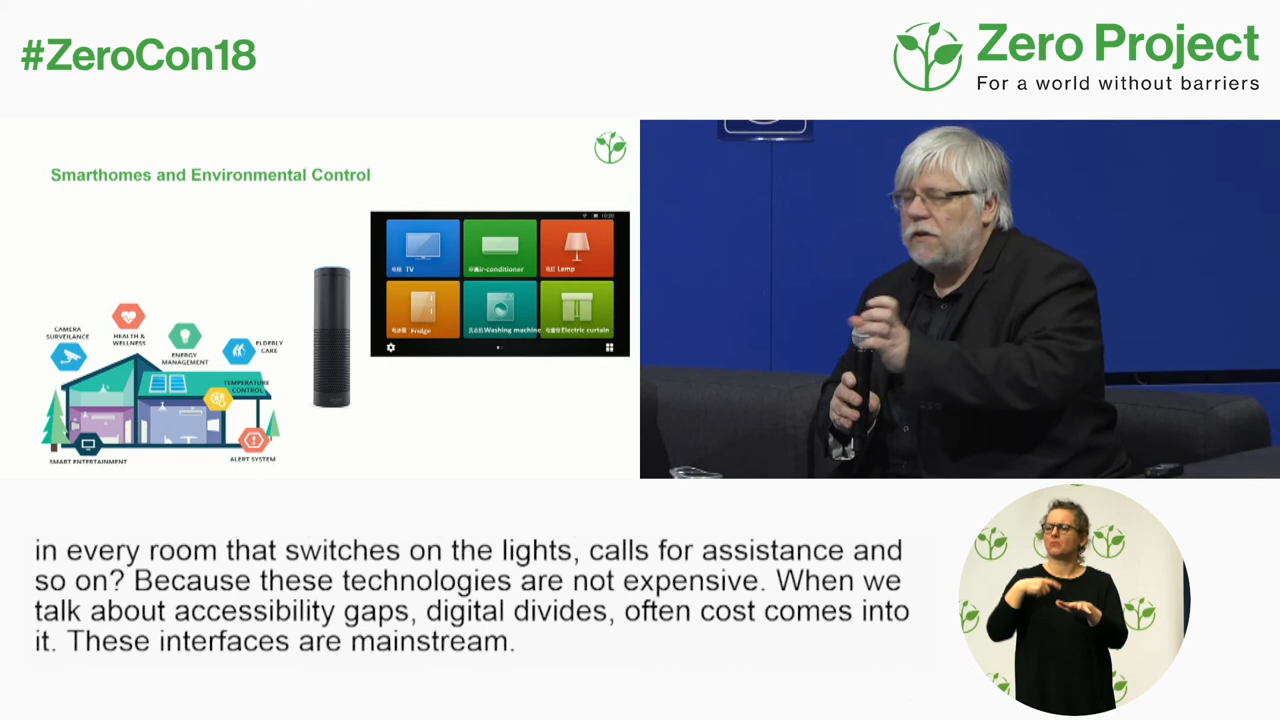 #ZeroCon18
Zero Project
For a world without barriers
Smarthomes and Environmental Control
10:20
TV
Air-conditioner
Lamp
Fridge
Washing machine
Electric curtain
CAMERA
SURVEILANCE
HEALTH &
WELLNESS
ENERGY
MANAGEMENT
ELDERLY
CARE
TEMPERATURE
CONTROL
SMART ENTERTAINMENT
ALERT SYSTEM
in every room that switches on the lights, calls for assistance and
so on? Because these technologies are not expensive. When we
talk about accessibility gaps, digital divides, often cost comes into
it. These interfaces are mainstream.